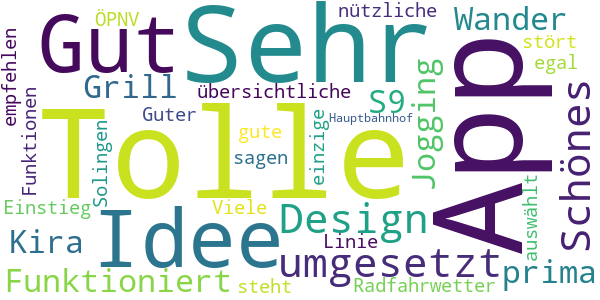 ÖPNV
nützliche
Gut
Sehr
Wander
empfehlen
stört
egal
Grill
übersichtliche
S9
App
Jogging
Schönes
Funktionen
Solingen
Guter
Hauptbahnhof
Tolle
gute
einzige
sagen
auswählt
Einstieg
Idee
Viele
Design
Kira
Linie
umgesetzt
prima
Funktioniert
steht
Radfahrwetter